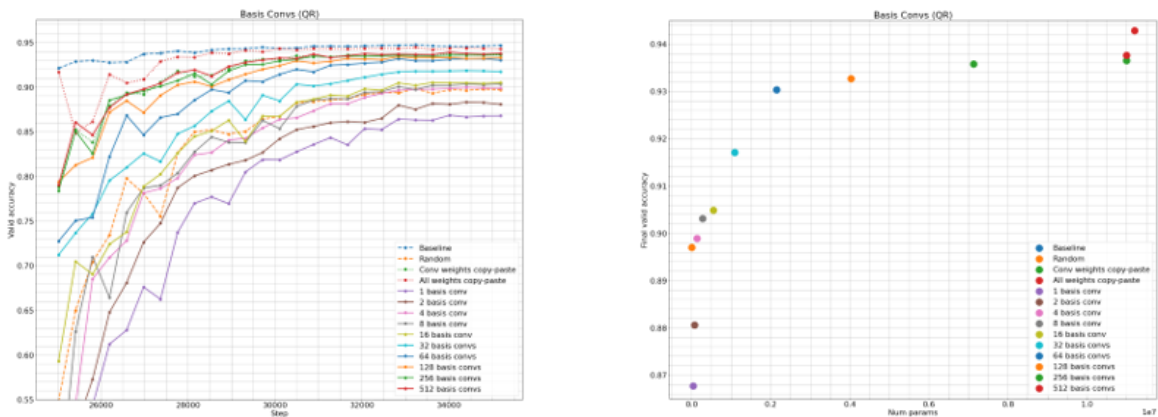 Basis Convs (QR)
0.95
0.90
0.85
0.80
0.75
0.70
0.65
0.60
0.55
Valid accuracy
26000 28000 30000 32000 34000
Step
Baseline
Random
Conv weights copy-paste
All weights copy-paste
1 basis conv
2 basis conv
4 basis conv
8 basis conv
16 basis conv
32 basis convs
64 basis convs
128 basis convs
256 basis convs
512 basis convs
Basis Convs (QR)
0.94
0.93
0.92
0.91
0.90
0.89
0.88
0.87
Final valid accuracy
0.0 0.2 0.4 0.6 0.8 1.0
1e7
Num params
Baseline
Random
Conv weights copy-paste
All weights copy-paste
1 basis conv
2 basis conv
4 basis conv
8 basis conv
16 basis conv
32 basis convs
64 basis convs
128 basis convs
256 basis convs
512 basis convs